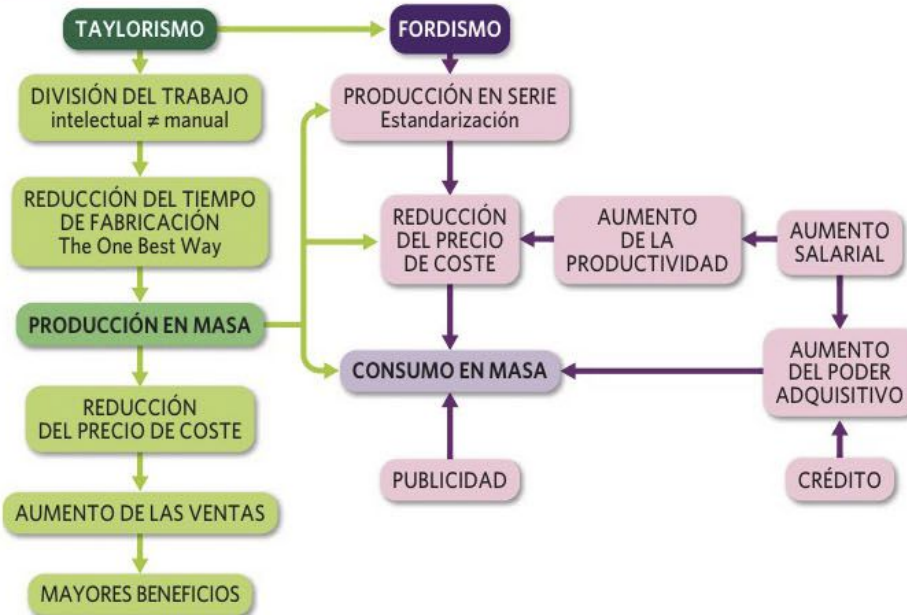 TAYLORISMO
DIVISIÓN DEL TRABAJO
intelectual ≠ manual
REDUCCIÓN DEL TIEMPO
DE FABRICACIÓN
The One Best Way
PRODUCCIÓN EN MASA
REDUCCIÓN
DEL PRECIO DE COSTE
AUMENTO DE LAS VENTAS
MAYORES BENEFICIOS
FORDISMO
PRODUCCIÓN EN SERIE
Estandarización
REDUCCIÓN
DEL PRECIO
DE COSTE
AUMENTO
DE LA
PRODUCTIVIDAD
AUMENTO
SALARIAL
CONSUMO EN MASA
AUMENTO
DEL PODER
ADQUISITIVO
PUBLICIDAD
CRÉDITO